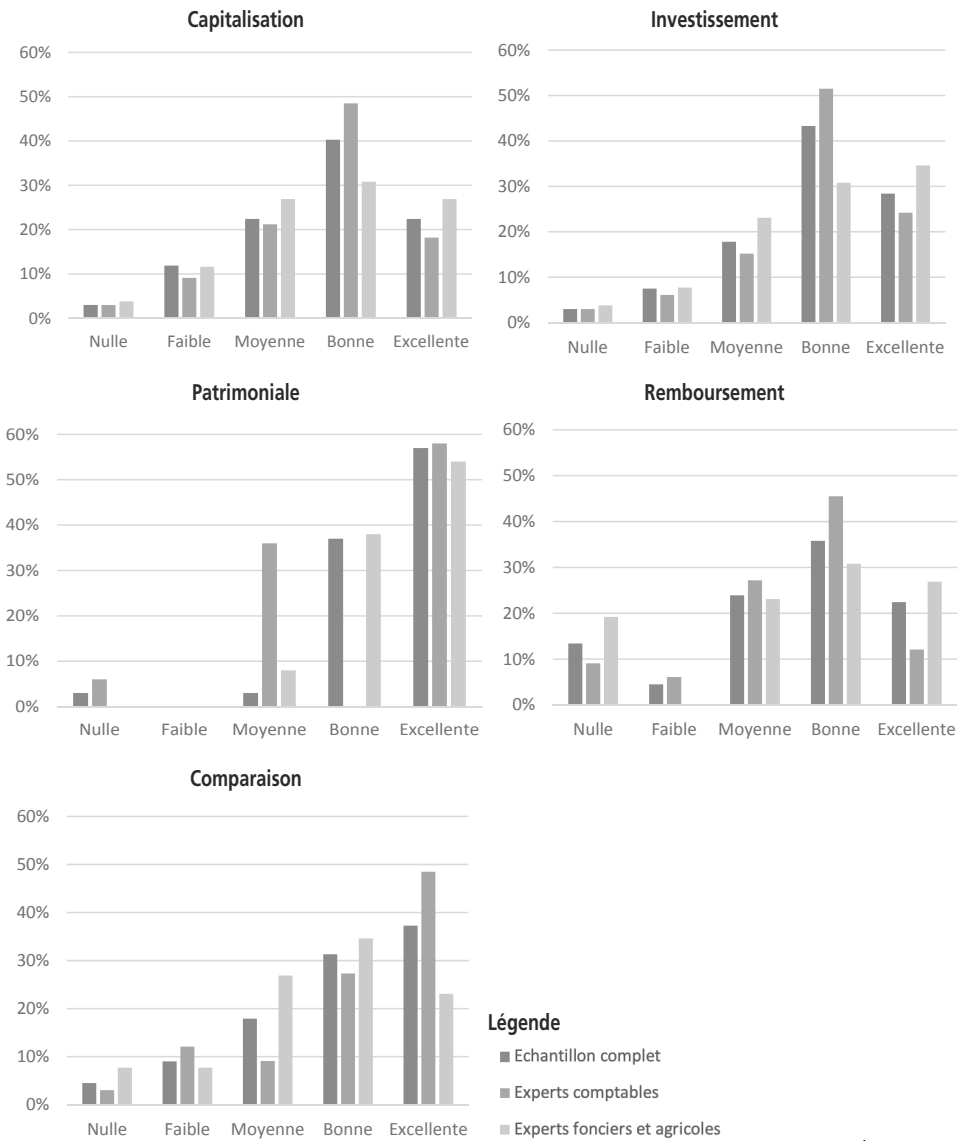 Capitalisation
60%
50%
40%
30%
20%
10%
0%
Nulle Faible Moyenne Bonne Excellente
Investissement
60%
50%
40%
30%
20%
10%
0%
Nulle Faible Moyenne Bonne Excellente
Patrimoniale
60%
50%
40%
30%
20%
10%
0%
Nulle Faible Moyenne Bonne Excellente
Remboursement
60%
50%
40%
30%
20%
10%
0%
Nulle Faible Moyenne Bonne Excellente
Comparaison
60%
50%
40%
30%
20%
10%
0%
Nulle Faible Moyenne Bonne Excellente
Légende
Echantillon complet
Experts comptables
Experts fonciers et agricoles